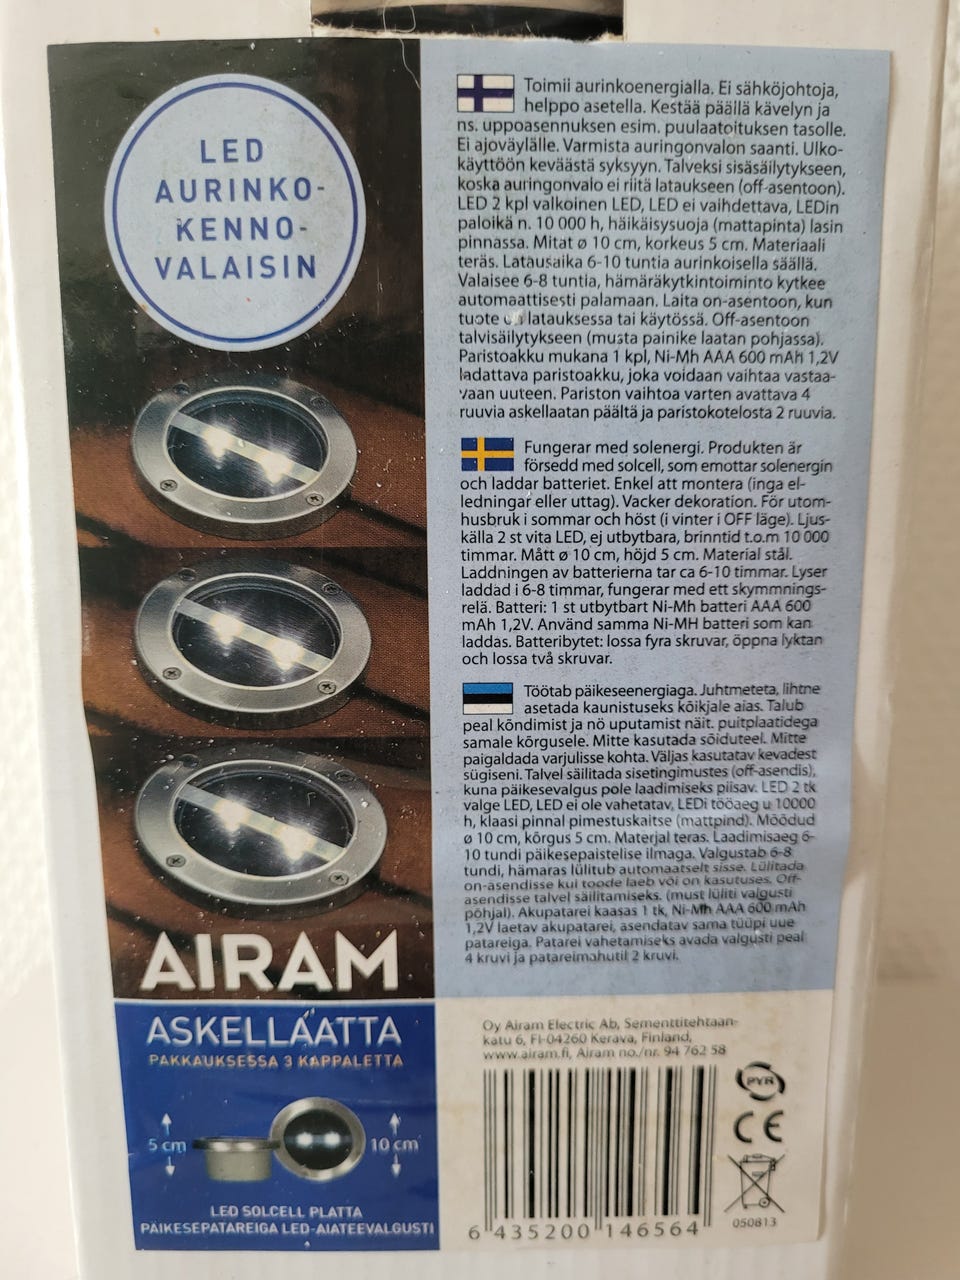 LED
AURINKO-
KENNO-
VALAISIN
AIRAM
ASKELLAATTA
PAKKAUKSESSA 3 KAPPALETTA
5 cm
10 cm
LED SOLCELL PLATTA
PÄIKESEPATAREIGA LED-AIATEEVALGUSTI
Toimii aurinkoenergialla. Ei sähköjohtoja,
helppo asetella. Kestää päällä kävelyn ja
ns. uppoasennuksen esim. puulaatoituksen tasolle.
Ei ajoväylälle. Varmista auringonvalon saanti. Ulko-
käyttöön keväästä syksyyn. Talveksi sisäsäilytykseen,
koska auringonvalo ei riitä lataukseen (off-asentoon).
LED 2 kpl valkoinen LED, LED ei vaihdettava, LEDin
paloikä n. 10 000 h, häikäisysuoja (mattapinta) lasin
pinnassa. Mitat ø 10 cm, korkeus 5 cm. Materiaali
teräs. Latausaika 6-10 tuntia aurinkoisella säällä.
Valaisee 6-8 tuntia, hämäräkytkintoiminto kytkee
automaattisesti palamaan. Laita on-asentoon, kun
tuote on latauksessa tai käytössä. Off-asentoon
talvisäilytykseen (musta painike laatan pohjassa).
Paristoakku mukana 1 kpl, Ni-Mh AAA 600 mAh 1,2V
ladattava paristoakku, joka voidaan vaihtaa vastaa-
vaan uuteen. Pariston vaihtoa varten avattava 4
ruuvia askellaatan päältä ja paristokotelosta 2 ruuvia.
Fungerar med solenergi. Produkten är
försedd med solcell, som emottar solenergin
och laddar batteriet. Enkel att montera (inga el-
ledningar eller uttag). Vacker dekoration. För utom-
husbruk i sommar och höst (i vinter i OFF läge). Ljus-
källa 2 st vita LED, ej utbytbara, brinntid t.o.m 10 000
timmar. Mått ø 10 cm, höjd 5 cm. Material stål.
Laddningen av batterierna tar ca 6-10 timmar. Lyser
laddad i 6-8 timmar, fungerar med ett skymmnings-
relä. Batteri: 1 st utbytbart Ni-Mh batteri AAA 600
mAh 1,2V. Använd samma Ni-MH batteri som kan
laddas. Batteribytet: lossa fyra skruvar, öppna lyktan
och lossa två skruvar.
Töötab päikeseenergiaga. Juhtmeteta, lihtne
asetada kaunistuseks kõikjale aias. Talub
peal kõndimist ja nö uputamist näit. puitplaatidega
samale kõrgusele. Mitte kasutada sõiduteel. Mitte
paigaldada varjulisse kohta. Väljas kasutatav kevadest
sügiseni. Talvel säilitada sisetingimustes (off-asendis),
kuna päikesevalgus pole laadimiseks piisav. LED 2 tk
valge LED, LED ei ole vahetatav, LEDi tööaeg u 10000
h, klaasi pinnal pimestuskaitse (mattpind). Mõõdud
ø 10 cm, kõrgus 5 cm. Materjal teras. Laadimisaeg 6-
10 tundi päikesepaistelise ilmaga. Valgustab 6-8
tundi, hämaras lülitub automaatselt sisse. Lülitada
on-asendisse kui toode laeb või on kasutuses. Off-
asendisse talvel säilitamiseks. (must lüliti valgusti
põhjal). Akupatarei kaasas 1 tk, Ni-Mh AAA 600 mAh
1,2V laetav akupatarei, asendatav sama tüüpi uue
patareiga. Patarei vahetamiseks avada valgusti peal
4 kruvi ja patareimahutil 2 kruvi.
Oy Airam Electric Ab, Sementtitehtaan-
katu 6, FI-04260 Kerava, Finland,
www.airam.fi, Airam no./nr. 94 762 58
PYR
CE
050813
6 435200 146564